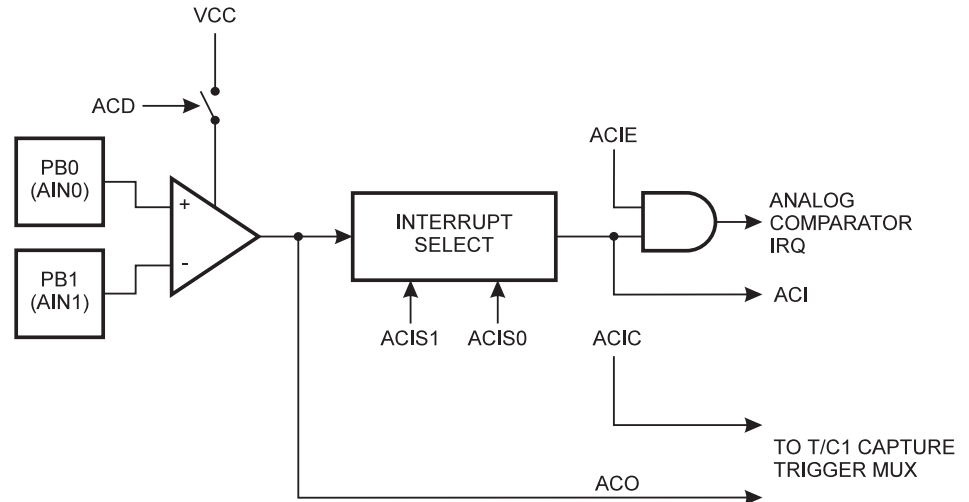 VCC
ACD
PB0
(AIN0)
+
PB1
(AIN1)
-
INTERRUPT
SELECT
ACIS1
ACIS0
ACIE
ANALOG
COMPARATOR
IRQ
ACI
ACIC
TO T/C1 CAPTURE
TRIGGER MUX
ACO